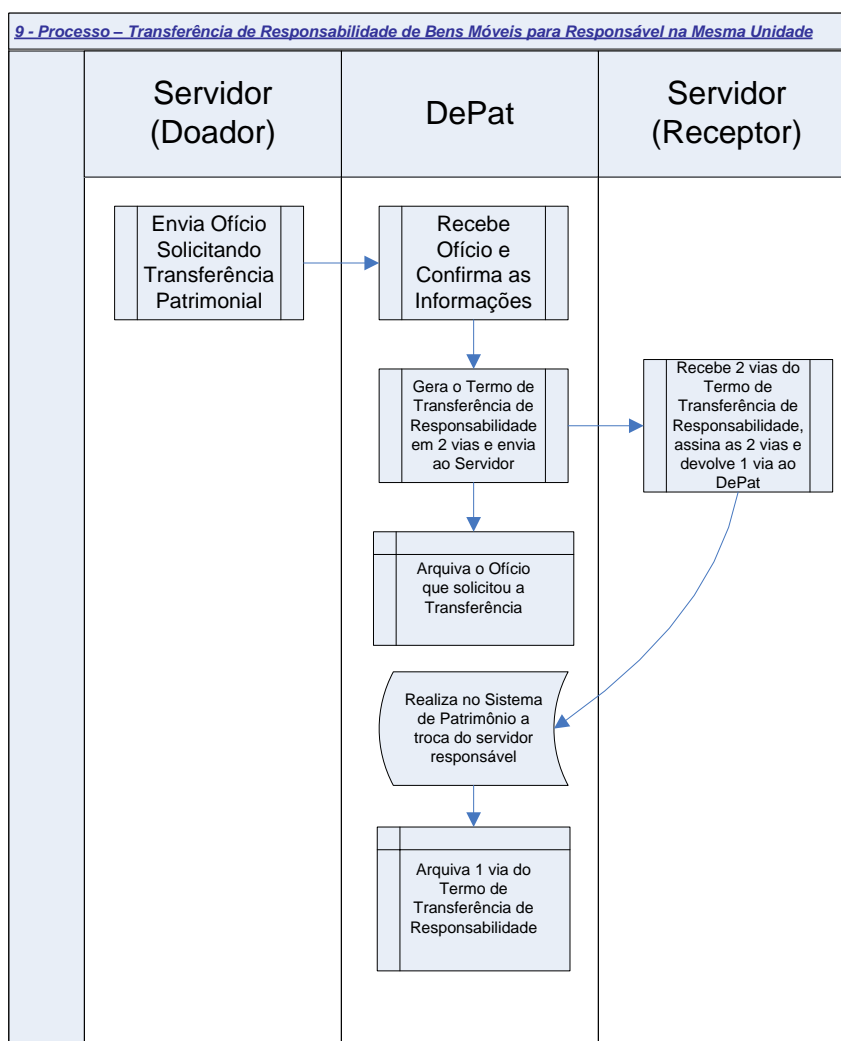 9 - Processo – Transferência de Responsabilidade de Bens Móveis para Responsável na Mesma Unidade
Servidor
(Doador)
DePat
Servidor
(Receptor)
Envia Ofício
Solicitando
Transferência
Patrimonial
Recebe
Ofício e
Confirma as
Informações
Gera o Termo de
Transferência de
Responsabilidade
em 2 vias e envia
ao Servidor
Recebe 2 vias do
Termo de
Transferência de
Responsabilidade,
assina as 2 vias e
devolve 1 via ao
DePat
Arquiva o Ofício
que solicitou a
Transferência
Realiza no Sistema
de Patrimônio a
troca do servidor
responsável
Arquiva 1 via do
Termo de
Transferência de
Responsabilidade